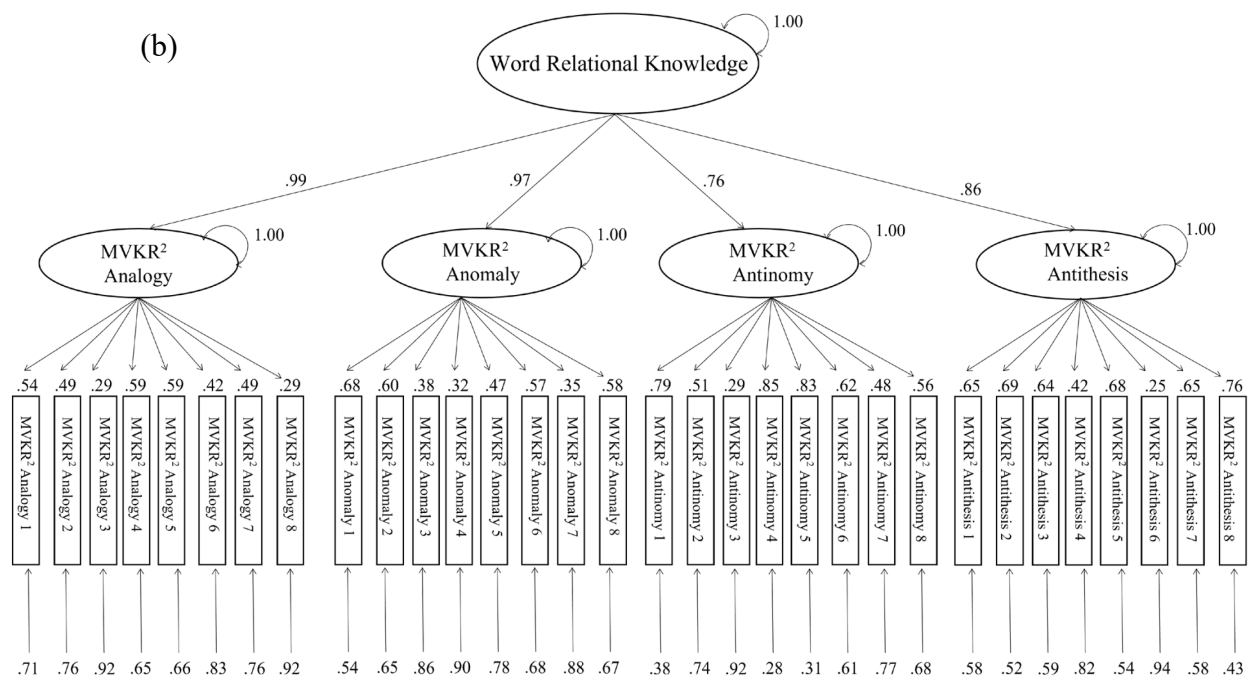 (b)
1.00
Word Relational Knowledge
.99
.97
.76
.86
MVKR² Analogy
1.00
MVKR² Anomaly
1.00
MVKR² Antinomy
1.00
MVKR² Antithesis
1.00
.54 .49 .29 .59 .59 .42 .49 .29 .68 .60 .38 .32 .47 .57 .35 .58 .79 .51 .29 .85 .83 .62 .48 .56 .65 .69 .64 .42 .68 .25 .65 .76
MVKR² Analogy 1
MVKR² Analogy 2
MVKR² Analogy 3
MVKR² Analogy 4
MVKR² Analogy 5
MVKR² Analogy 6
MVKR² Analogy 7
MVKR² Analogy 8
MVKR² Anomaly 1
MVKR² Anomaly 2
MVKR² Anomaly 3
MVKR² Anomaly 4
MVKR² Anomaly 5
MVKR² Anomaly 6
MVKR² Anomaly 7
MVKR² Anomaly 8
MVKR² Antinomy 1
MVKR² Antinomy 2
MVKR² Antinomy 3
MVKR² Antinomy 4
MVKR² Antinomy 5
MVKR² Antinomy 6
MVKR² Antinomy 7
MVKR² Antinomy 8
MVKR² Antithesis 1
MVKR² Antithesis 2
MVKR² Antithesis 3
MVKR² Antithesis 4
MVKR² Antithesis 5
MVKR² Antithesis 6
MVKR² Antithesis 7
MVKR² Antithesis 8
.71 .76 .92 .65 .66 .83 .76 .92 .54 .65 .86 .90 .78 .68 .88 .67 .38 .74 .92 .28 .31 .61 .77 .68 .58 .52 .59 .82 .54 .94 .58 .43